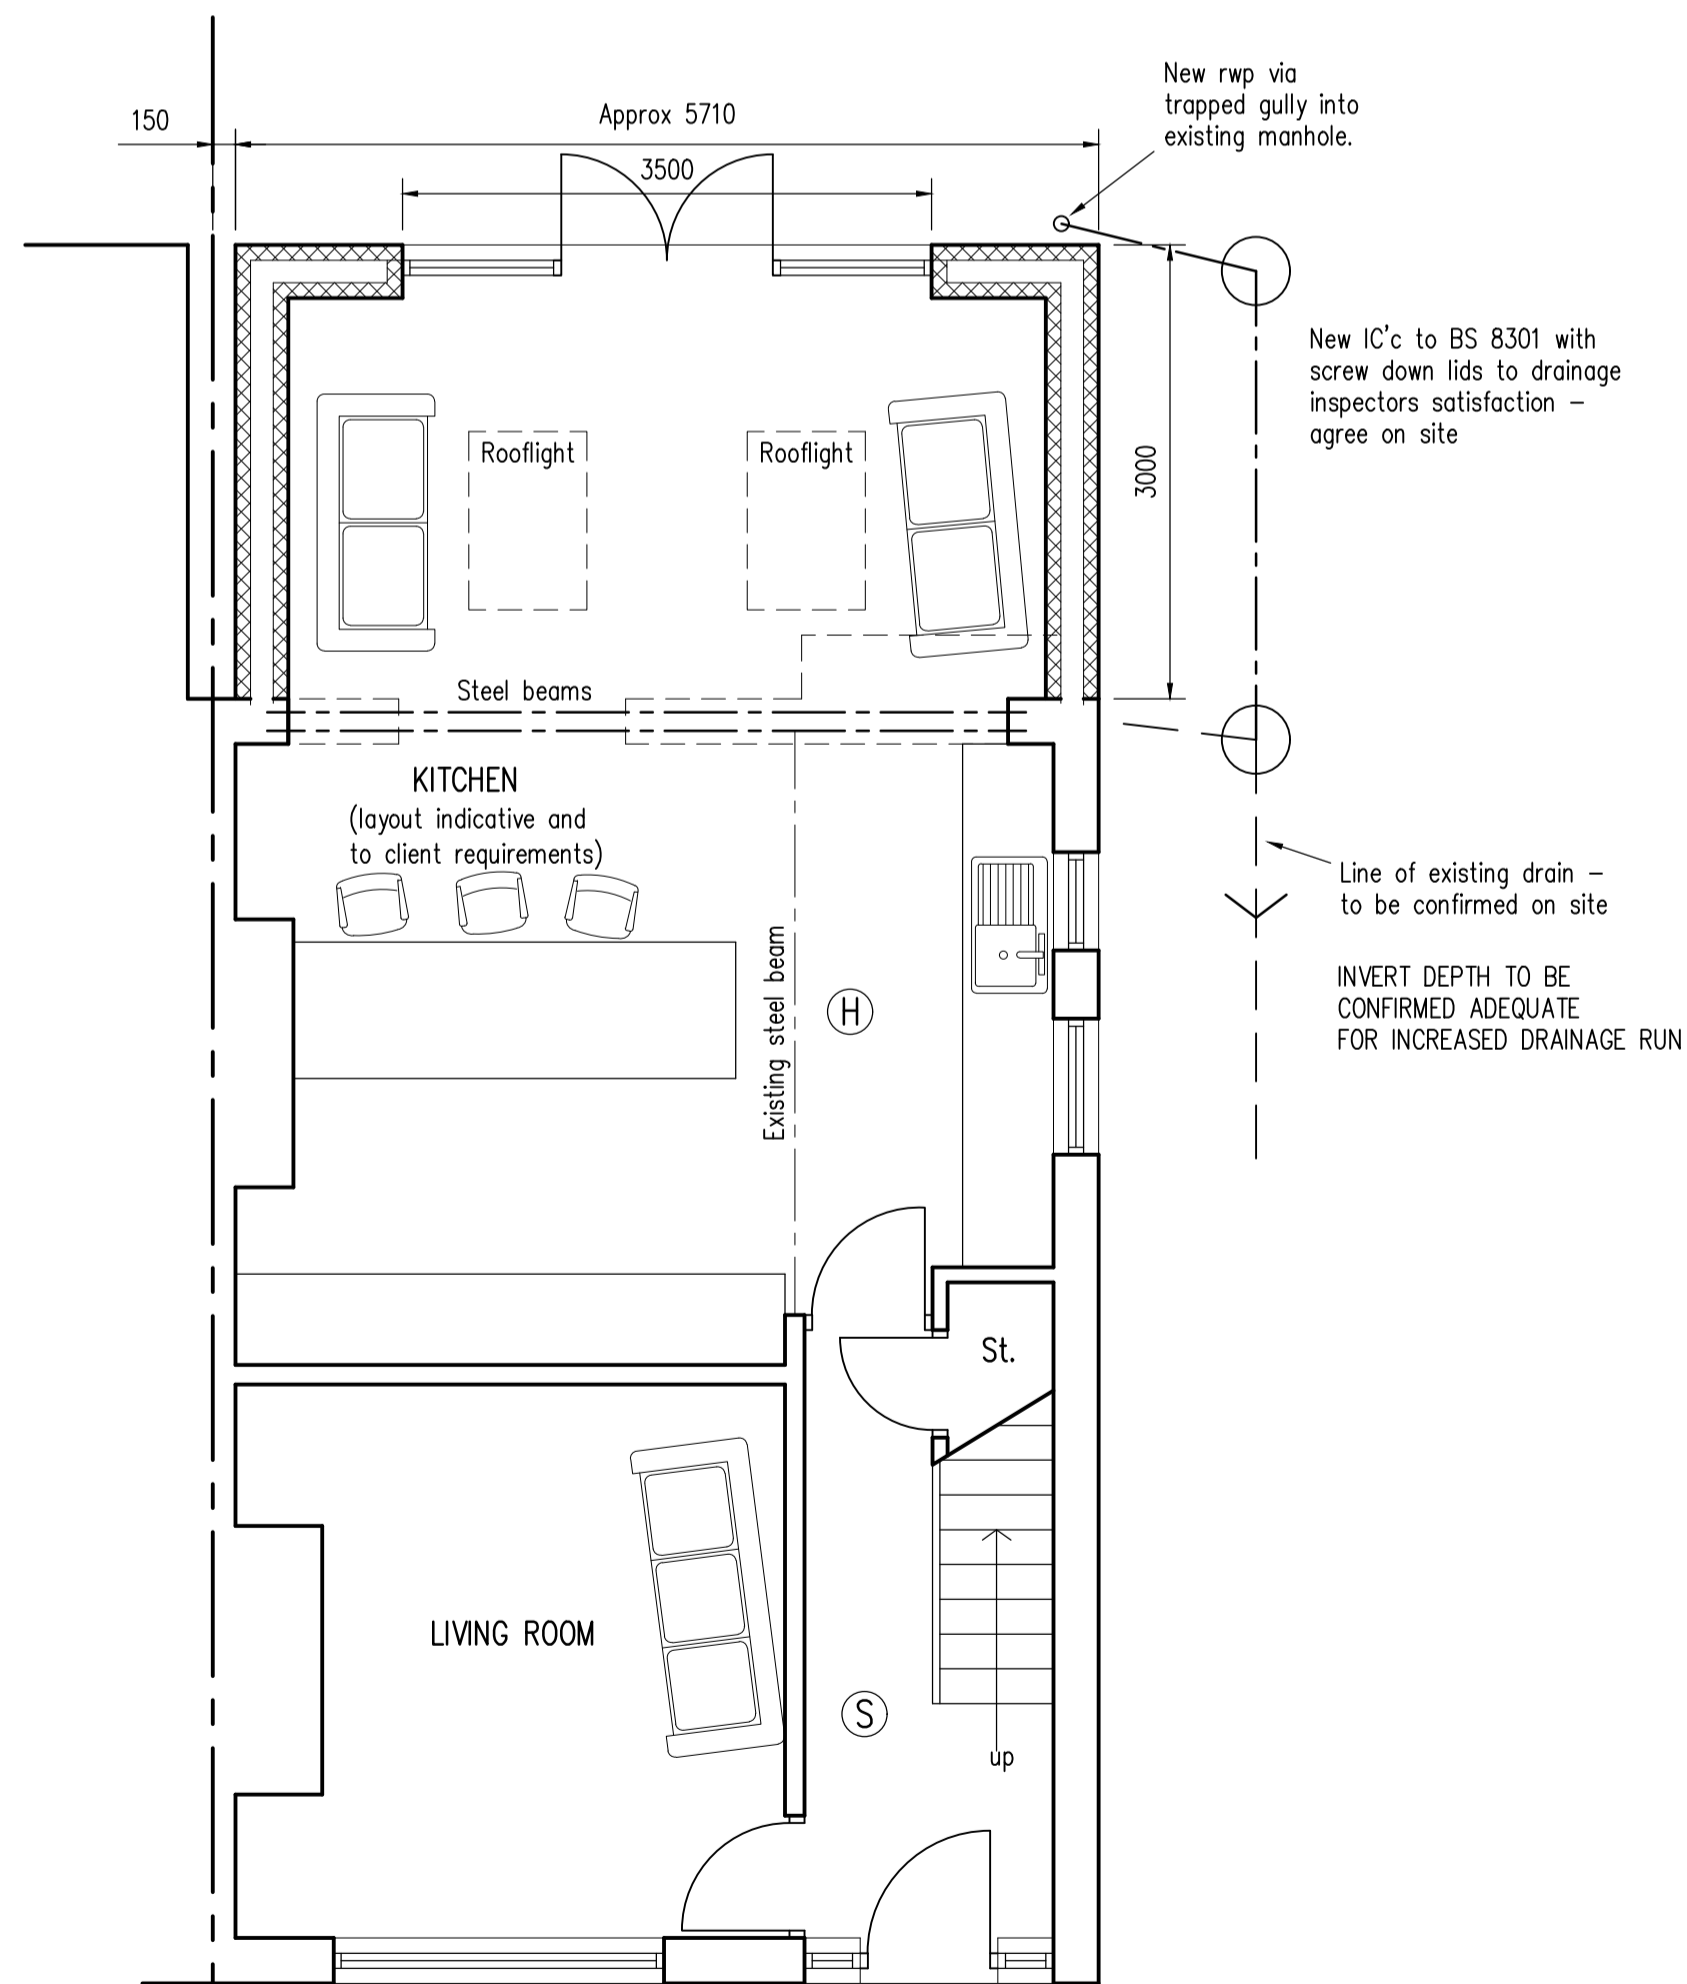 New rwp via
trapped gully into
existing manhole.
150
Approx 5710
3500
New IC'c to BS 8301 with
screw down lids to drainage
inspectors satisfaction –
agree on site
Rooflight
Rooflight
3000
Steel beams
KITCHEN
(layout indicative and
to client requirements)
Line of existing drain –
to be confirmed on site
Existing steel beam
INVERT DEPTH TO BE
CONFIRMED ADEQUATE
FOR INCREASED DRAINAGE RUN
H
St.
LIVING ROOM
S
up